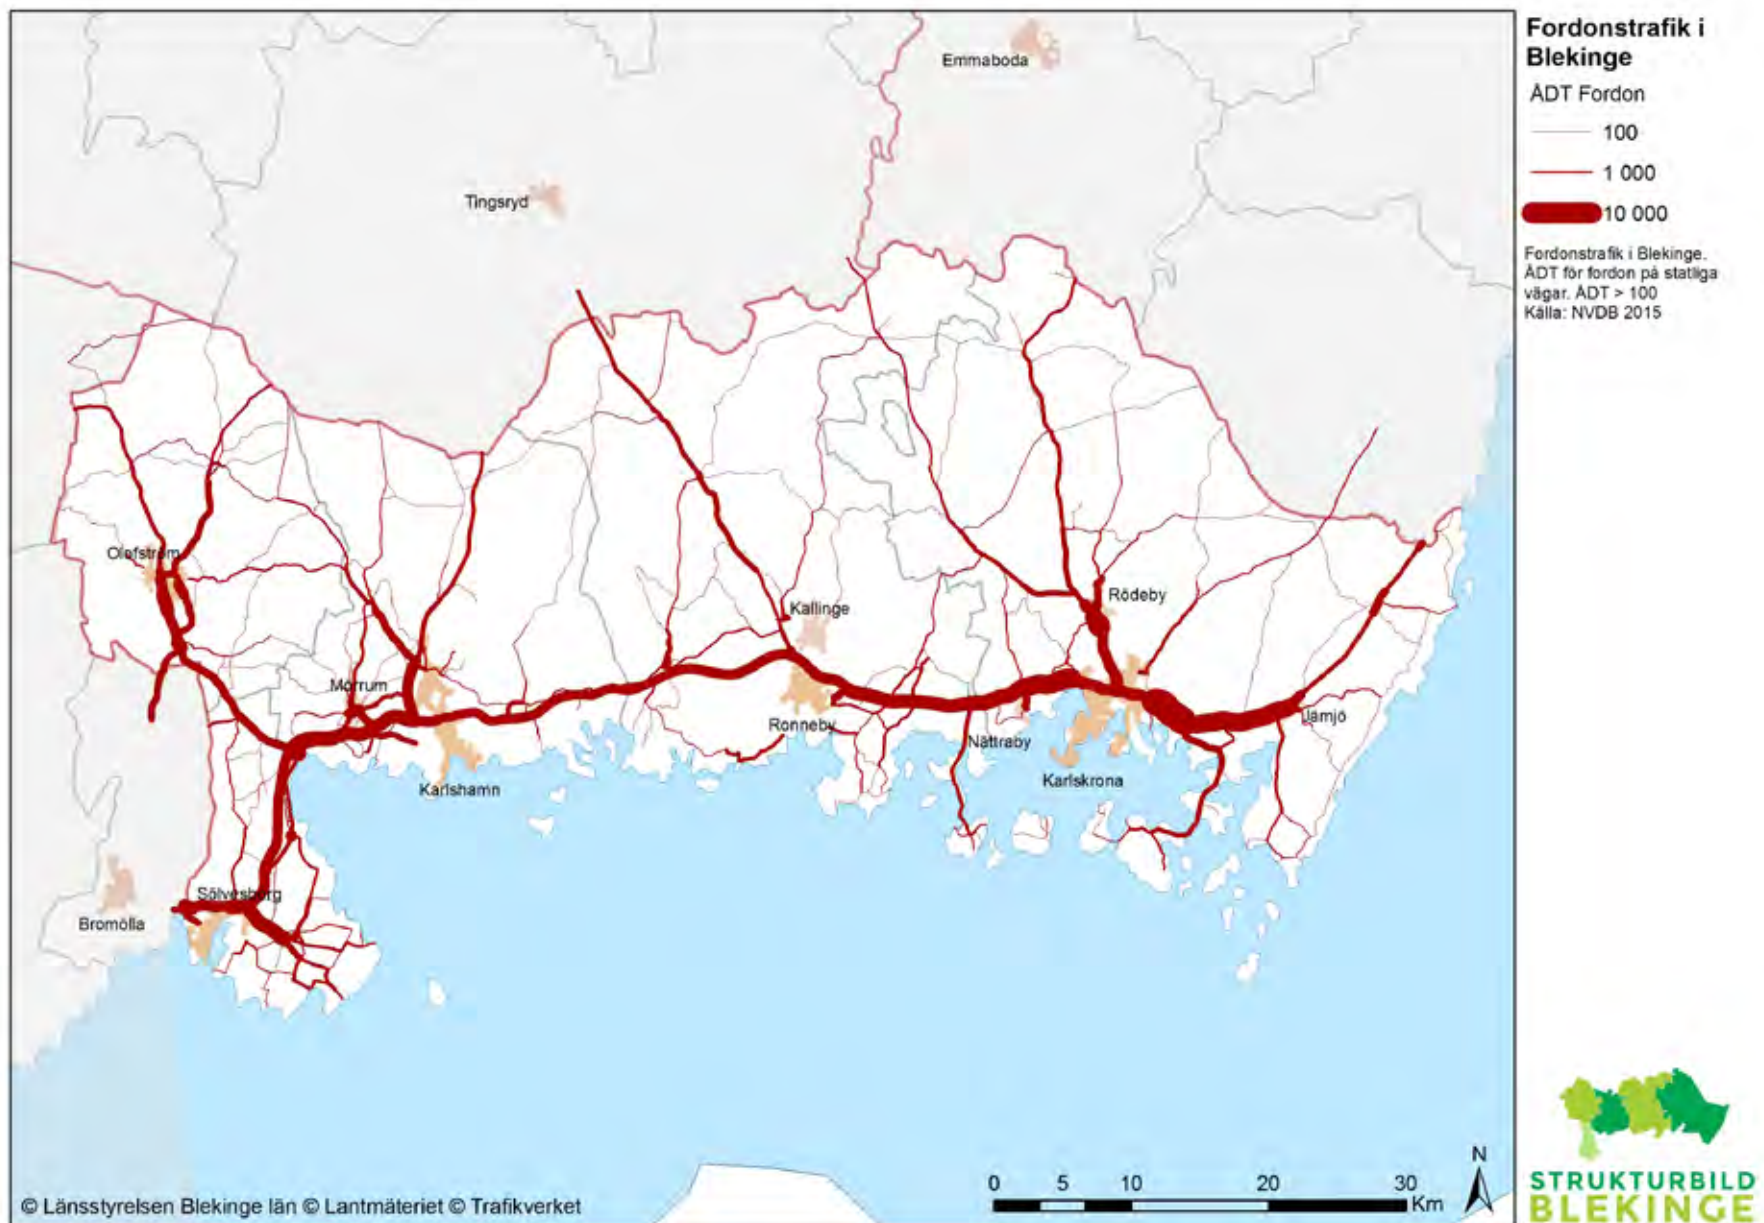 Fordonstrafik i
Blekinge
ÅDT Fordon
100
1 000
10 000
Fordonstrafik i Blekinge.
ÅDT för fordon på statliga
vägar. ÅDT > 100
Källa: NVDB 2015
Emmaboda
Tingsryd
Olofström
Kallinge
Rödeby
Mörrum
Ronneby
Nättraby
Jämjö
Karlshamn
Karlskrona
Sölvesborg
Bromölla
N
0 5 10 20 30
Km
© Länsstyrelsen Blekinge län © Lantmäteriet © Trafikverket
STRUKTURBILD
BLEKINGE